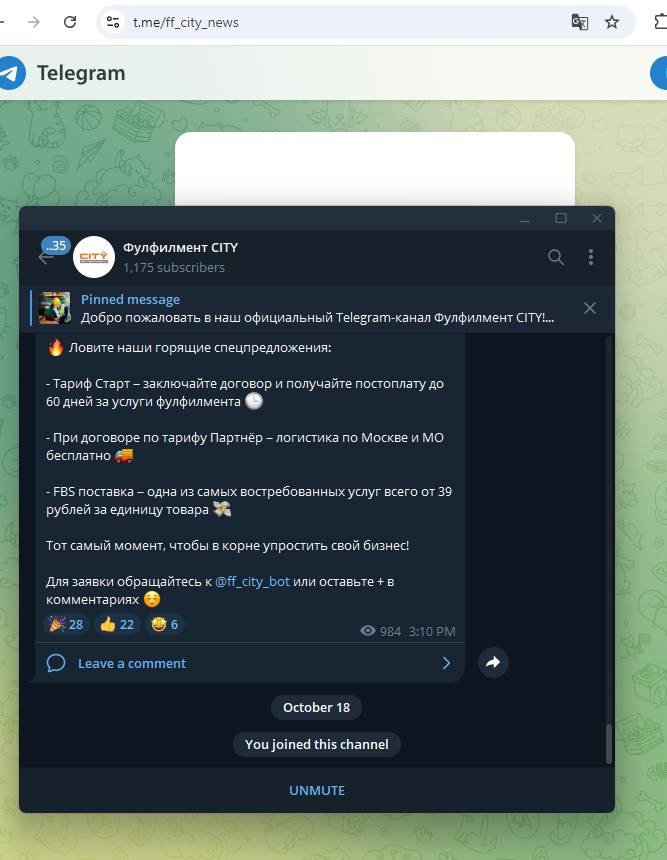 t.me/ff_city_news
Telegram
..35
CITY
Фулфилмент CITY
1,175 subscribers
Pinned message
Добро пожаловать в наш официальный Telegram-канал Фулфилмент CITY!...
🔥 Ловите наши горящие спецпредложения:
- Тариф Старт – заключайте договор и получайте постоплату до
60 дней за услуги фулфилмента 🕒
- При договоре по тарифу Партнёр – логистика по Москве и МО
бесплатно 🚚
- FBS поставка – одна из самых востребованных услуг всего от 39
рублей за единицу товара 💸
Тот самый момент, чтобы в корне упростить свой бизнес!
Для заявки обращайтесь к @ff_city_bot или оставьте + в
комментариях ☺️
🎉 28 👍 22 🤩 6
984 3:10 PM
Leave a comment
October 18
You joined this channel
UNMUTE